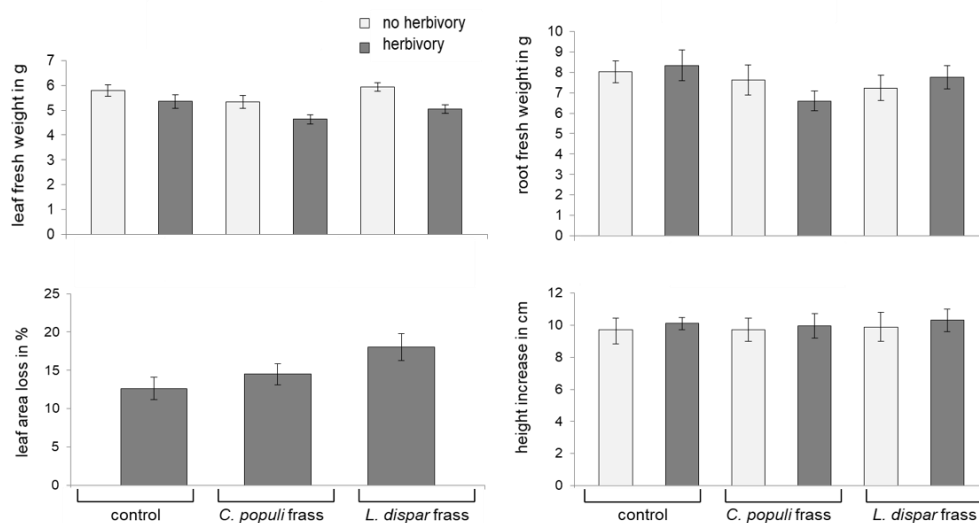 no herbivory
herbivory
leaf fresh weight in g
7
6
5
4
3
2
1
0
root fresh weight in g
10
9
8
7
6
5
4
3
2
1
0
leaf area loss in %
25
20
15
10
5
0
control
C. populi frass
L. dispar frass
height increase in cm
12
10
8
6
4
2
0
control
C. populi frass
L. dispar frass